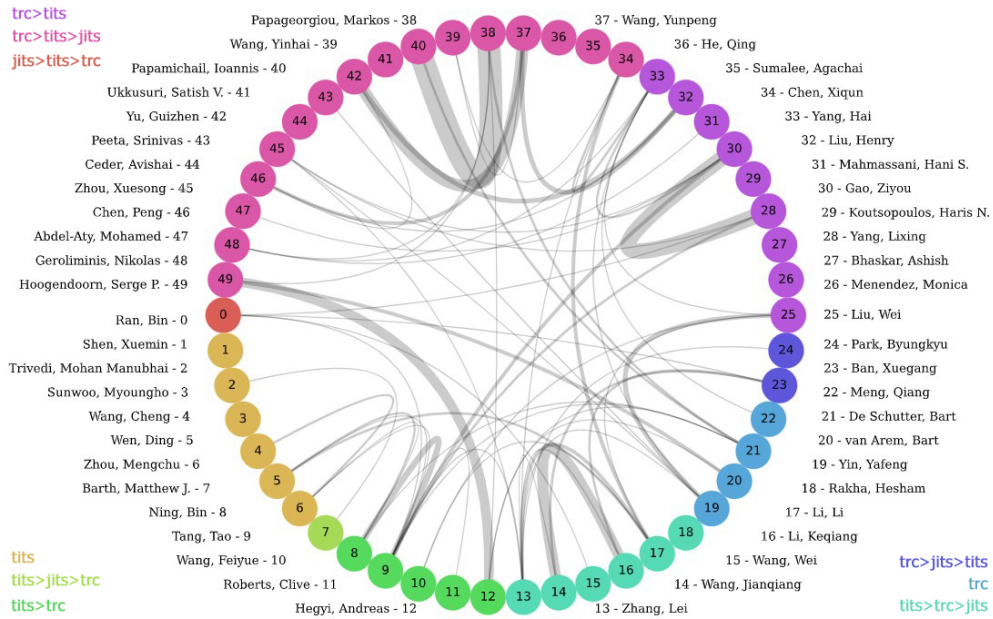 trc>tits
trc>tits>jits
jits>tits>trc
Papageorgiou, Markos - 38
Wang, Yinhai - 39
Papamichail, Ioannis - 40
Ukkusuri, Satish V. - 41
Yu, Guizhen - 42
Peeta, Srinivas - 43
Ceder, Avishai - 44
Zhou, Xuesong - 45
Chen, Peng - 46
Abdel-Aty, Mohamed - 47
Geroliminis, Nikolas - 48
Hoogendoorn, Serge P. - 49
Ran, Bin - 0
Shen, Xuemin - 1
Trivedi, Mohan Manubhai - 2
Sunwoo, Myoungho - 3
Wang, Cheng - 4
Wen, Ding - 5
Zhou, Mengchu - 6
Barth, Matthew J. - 7
Ning, Bin - 8
Tang, Tao - 9
Wang, Feiyue - 10
Roberts, Clive - 11
Hegyi, Andreas - 12
tits
tits>jits>trc
tits>trc
38
37
39
36
40
35
41
34
42
33
43
32
44
31
45
30
46
29
47
28
48
27
49
26
0
25
1
24
2
23
3
22
4
21
5
20
6
19
7
18
8
17
9
16
10
15
11
14
12
13
37 - Wang, Yunpeng
36 - He, Qing
35 - Sumalee, Agachai
34 - Chen, Xiqun
33 - Yang, Hai
32 - Liu, Henry
31 - Mahmassani, Hani S.
30 - Gao, Ziyou
29 - Koutsopoulos, Haris N.
28 - Yang, Lixing
27 - Bhaskar, Ashish
26 - Menendez, Monica
25 - Liu, Wei
24 - Park, Byungkyu
23 - Ban, Xuegang
22 - Meng, Qiang
21 - De Schutter, Bart
20 - van Arem, Bart
19 - Yin, Yafeng
18 - Rakha, Hesham
17 - Li, Li
16 - Li, Keqiang
15 - Wang, Wei
14 - Wang, Jianqiang
13 - Zhang, Lei
trc>jits>tits
trc
tits>trc>jits